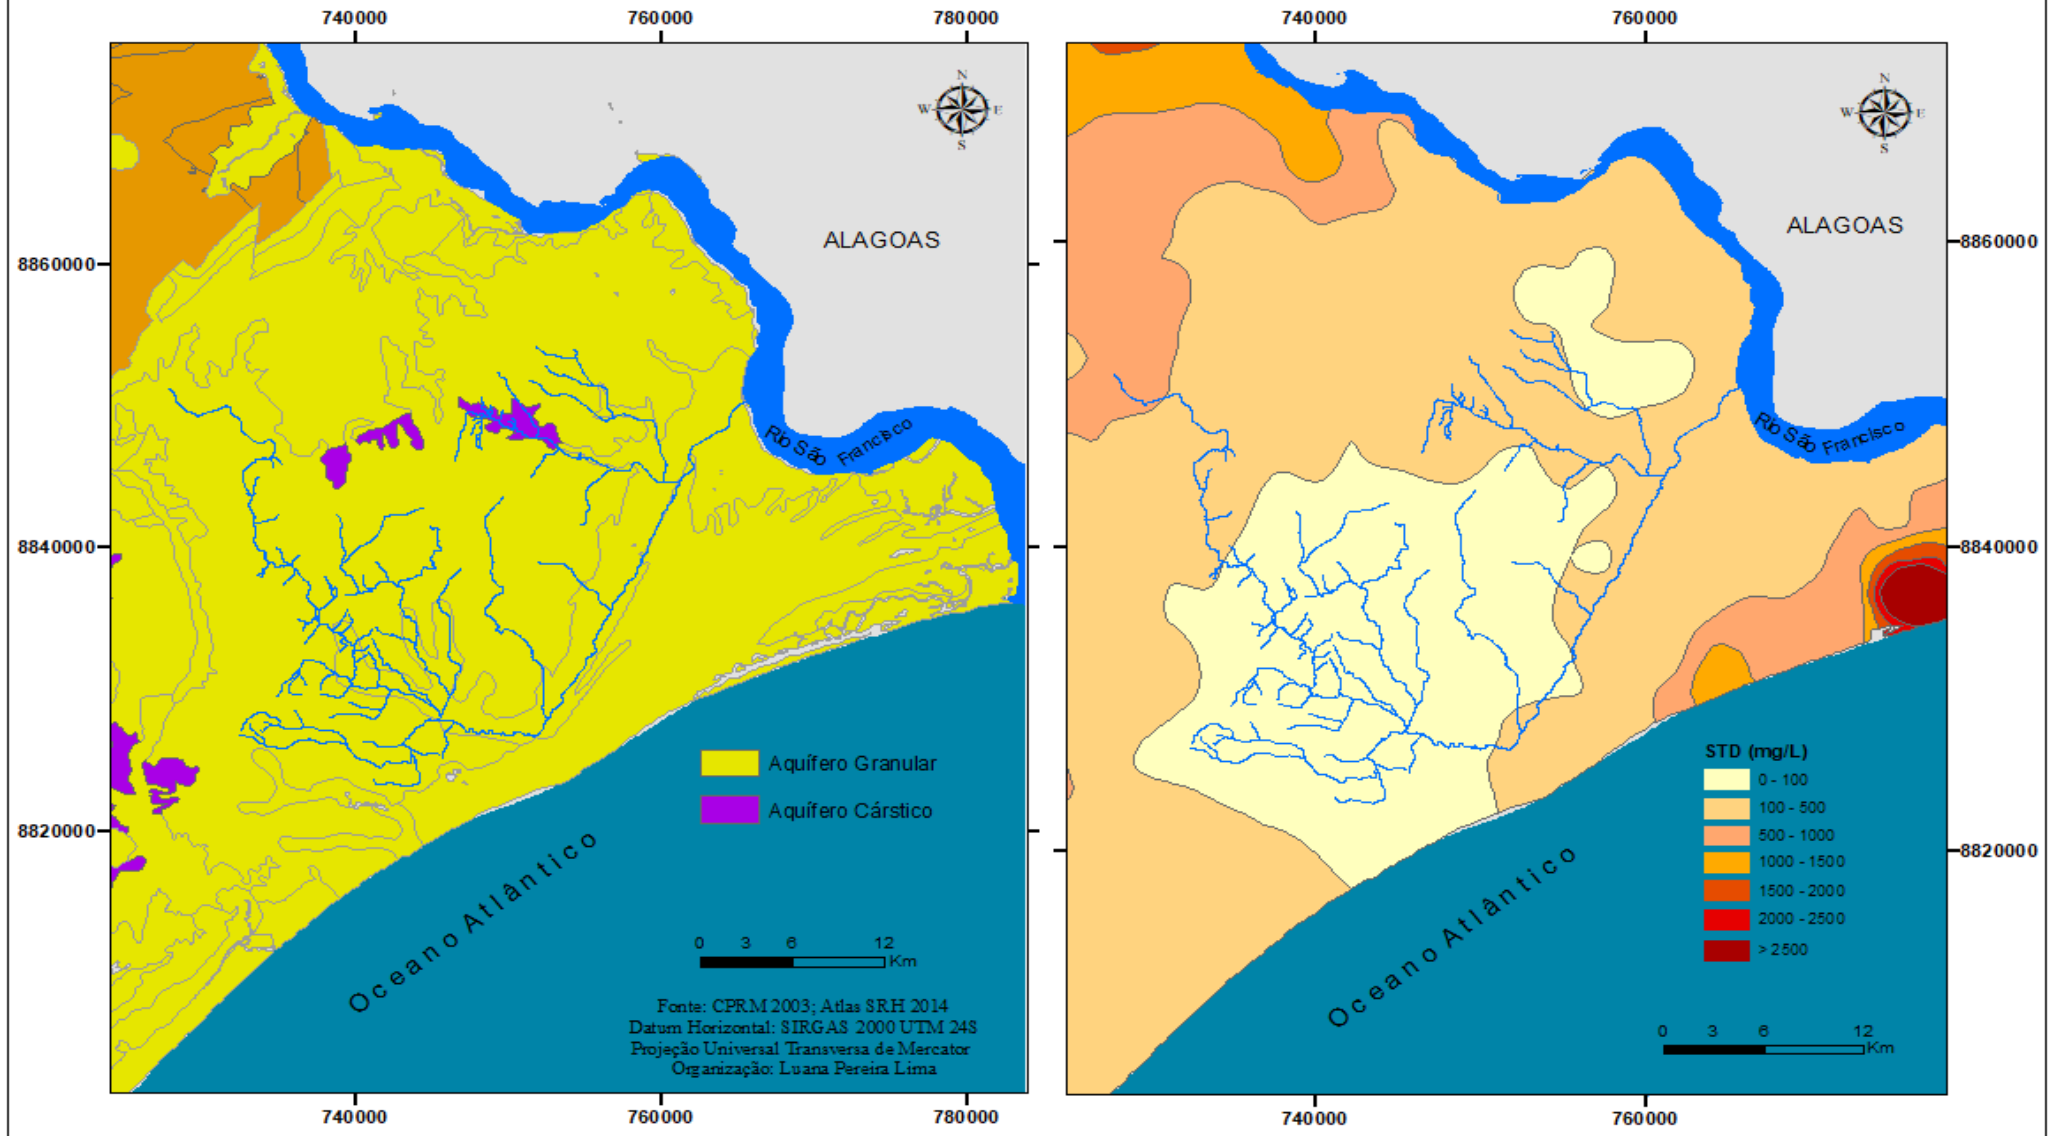 740000
760000
780000
740000
760000
N
W
E
S
ALAGOAS
8860000
Rio São Francisco
8840000
Aquífero Granular
Aquífero Cárstico
8820000
Oceano Atlântico
0 3 6 12
Km
Fonte: CPRM 2003; Atlas SRH 2014
Datum Horizontal: SIRGAS 2000 UTM 24S
Projeção Universal Transversa de Mercator
Organização: Luana Pereira Lima
740000
760000
780000
N
W
E
S
ALAGOAS
8860000
Rio São Francisco
8840000
STD (mg/L)
0 - 100
100 - 500
500 - 1000
1000 - 1500
1500 - 2000
2000 - 2500
> 2500
8820000
Oceano Atlântico
0 3 6 12
Km
740000
760000